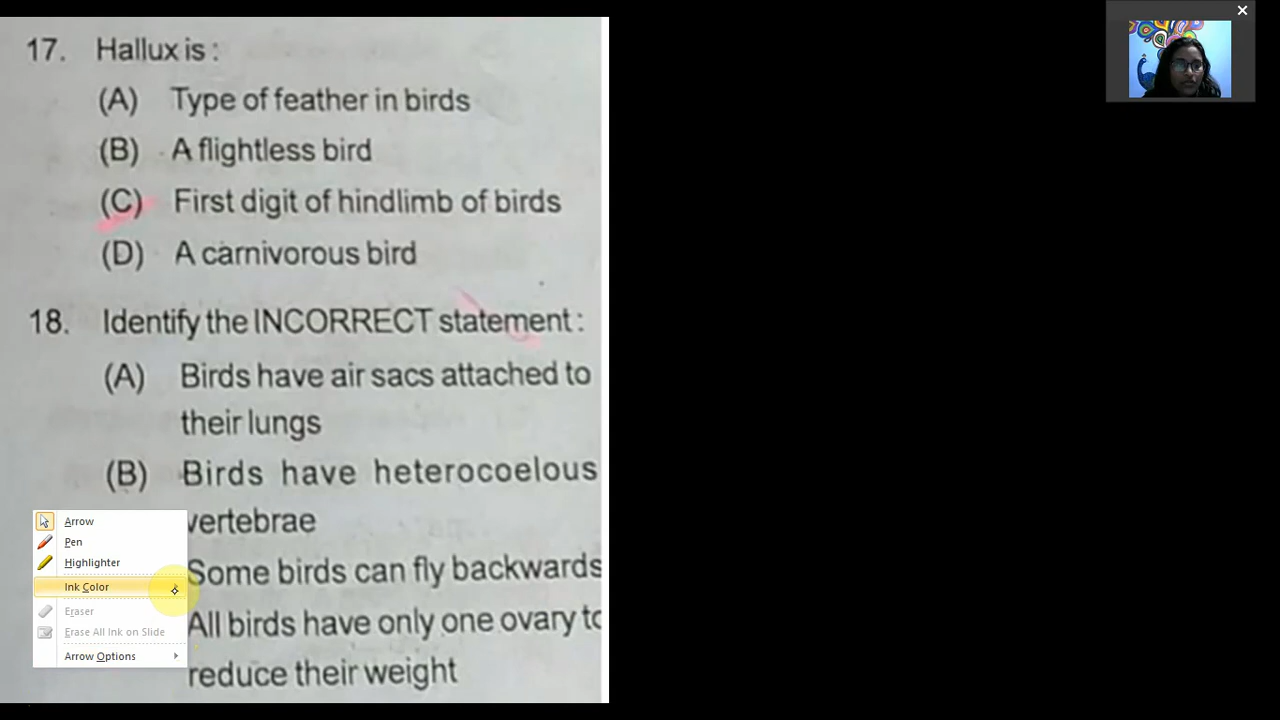 17. Hallux is :
(A) Type of feather in birds
(B) A flightless bird
(C) First digit of hindlimb of birds
(D) A carnivorous bird
18. Identify the INCORRECT statement :
(A) Birds have air sacs attached to
their lungs
(B) Birds have heterocoelous
vertebrae
Some birds can fly backwards
All birds have only one ovary to
reduce their weight
Arrow
Pen
Highlighter
Ink Color
Eraser
Erase All Ink on Slide
Arrow Options